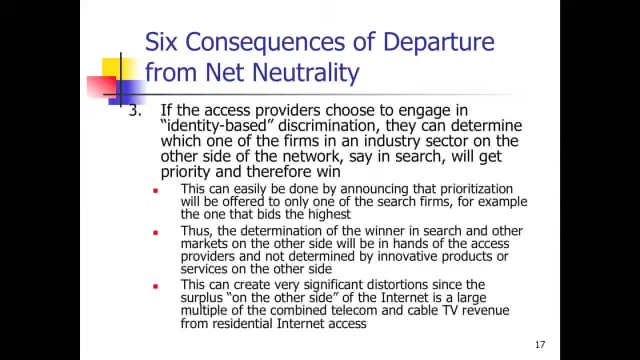 Six Consequences of Departure
from Net Neutrality
3. If the access providers choose to engage in
“identity-based” discrimination, they can determine
which one of the firms in an industry sector on the
other side of the network, say in search, will get
priority and therefore win
This can easily be done by announcing that prioritization
will be offered to only one of the search firms, for example
the one that bids the highest
Thus, the determination of the winner in search and other
markets on the other side will be in hands of the access
providers and not determined by innovative products or
services on the other side
This can create very significant distortions since the
surplus “on the other side” of the Internet is a large
multiple of the combined telecom and cable TV revenue
from residential Internet access
17